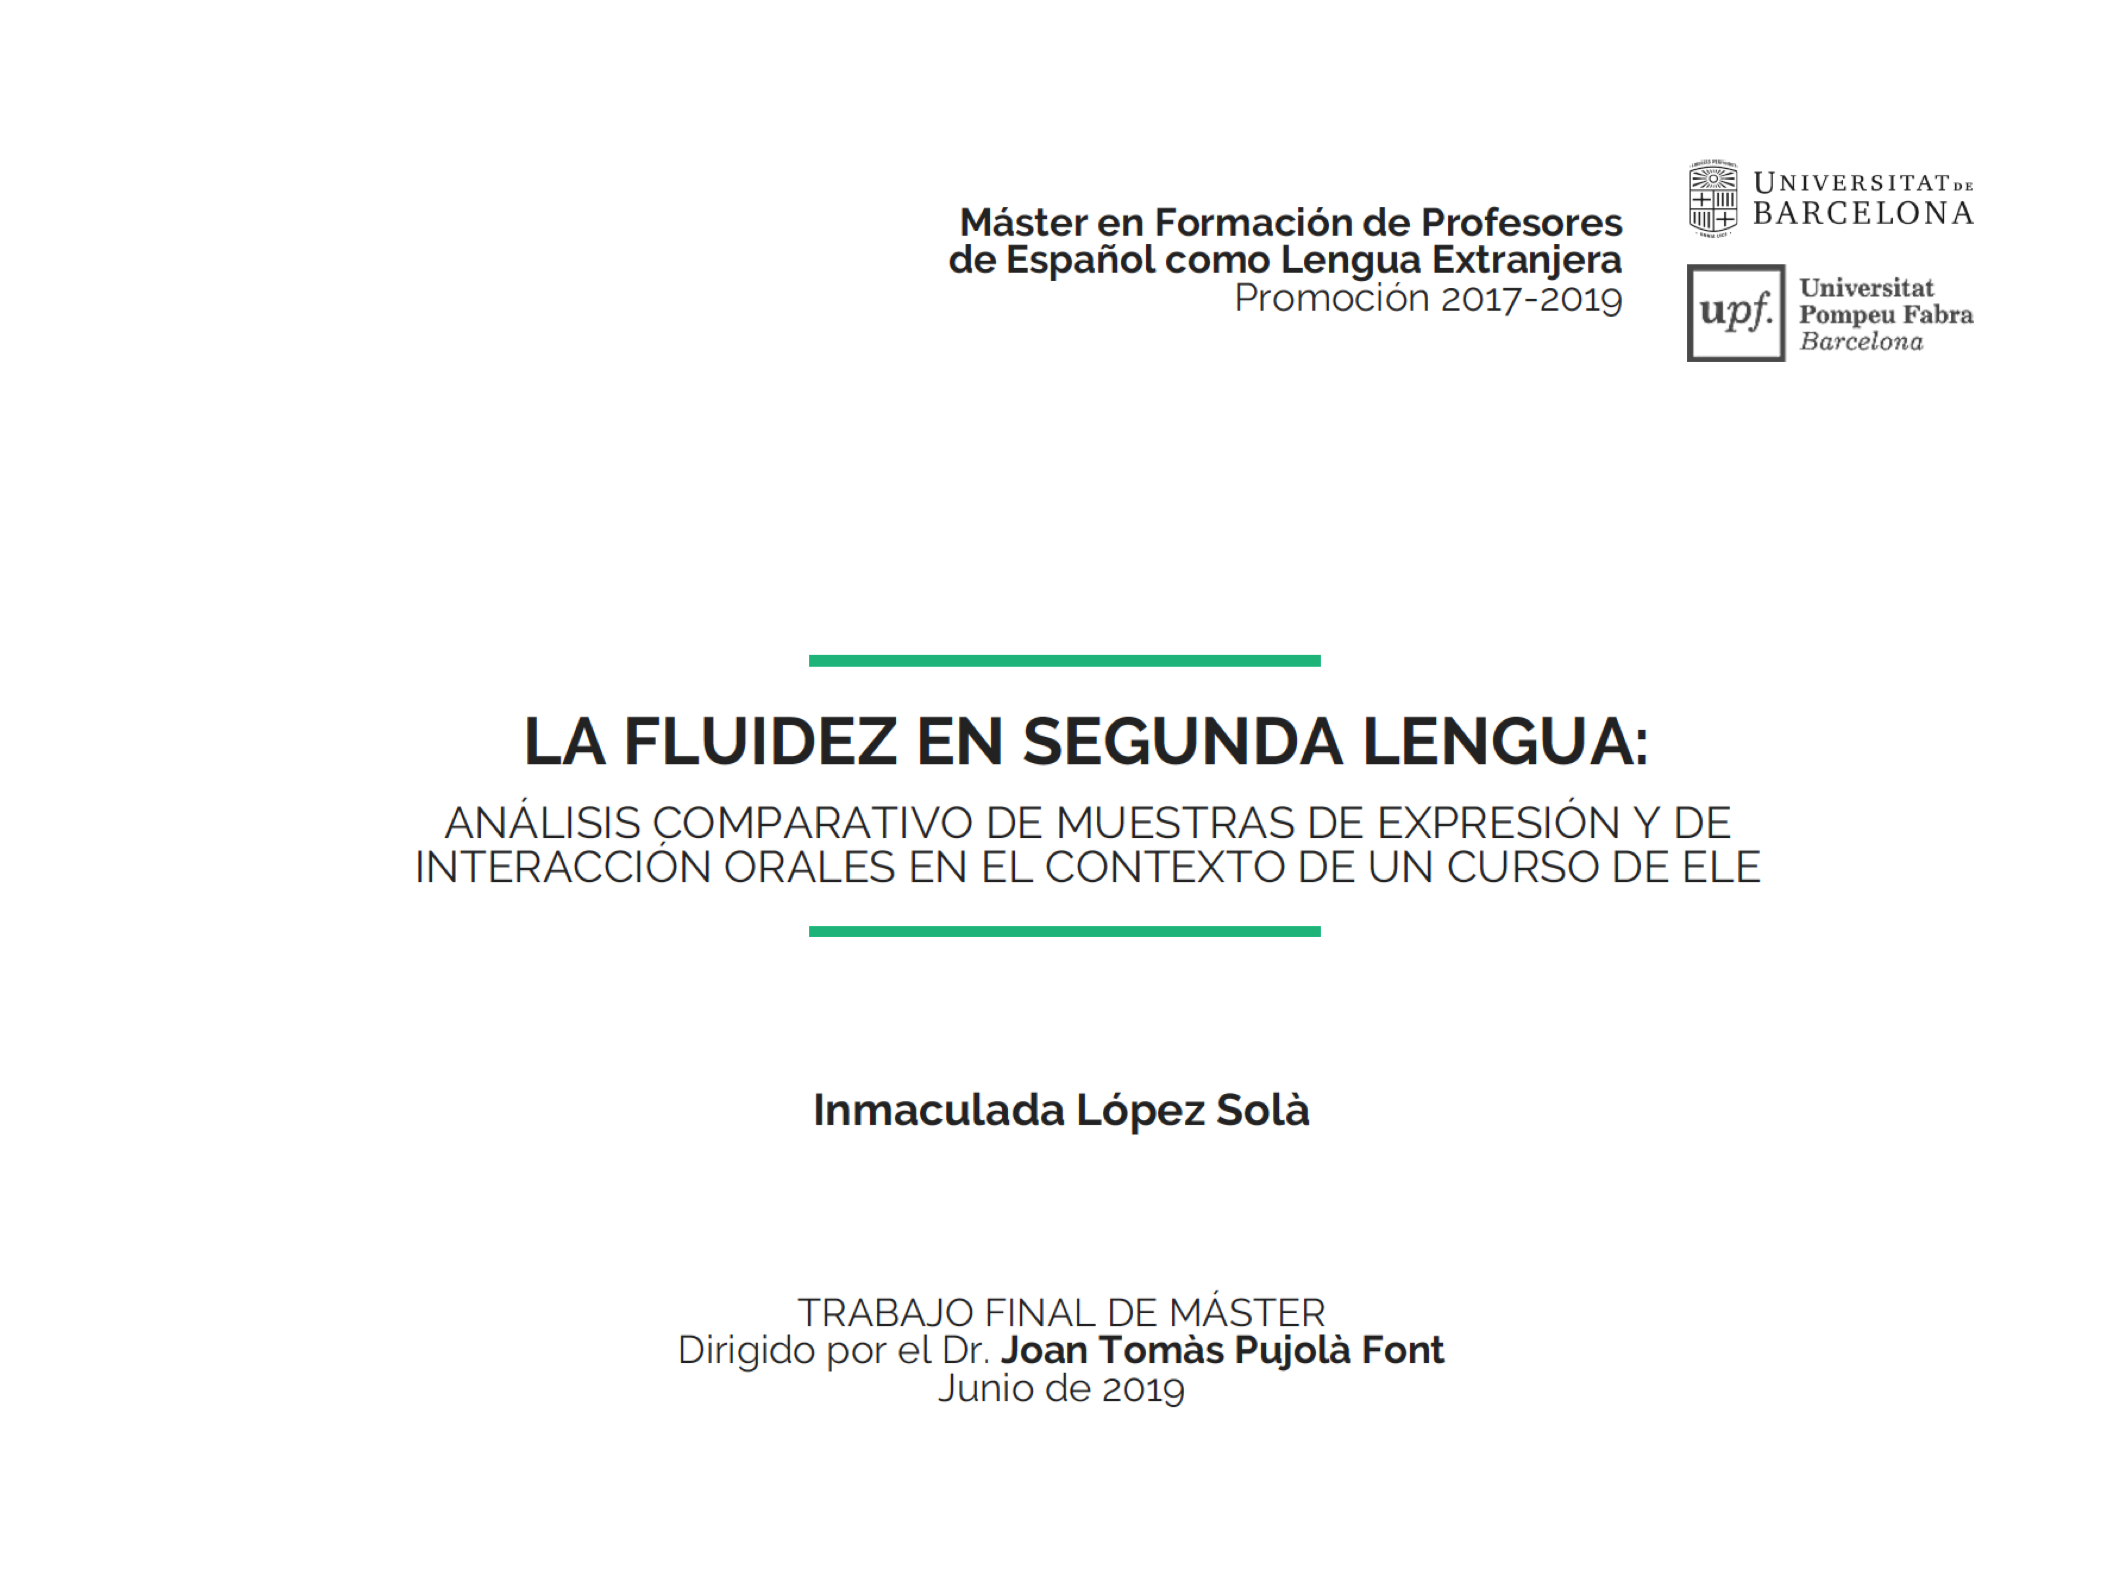 Máster en Formación de Profesores
de Español como Lengua Extranjera
Promoción 2017-2019
UNIVERSITAT DE
BARCELONA
upf.
Universitat
Pompeu Fabra
Barcelona
LA FLUIDEZ EN SEGUNDA LENGUA:
ANÁLISIS COMPARATIVO DE MUESTRAS DE EXPRESIÓN Y DE
INTERACCIÓN ORALES EN EL CONTEXTO DE UN CURSO DE ELE
Inmaculada López Solà
TRABAJO FINAL DE MÁSTER
Dirigido por el Dr. Joan Tomàs Pujolà Font
Junio de 2019